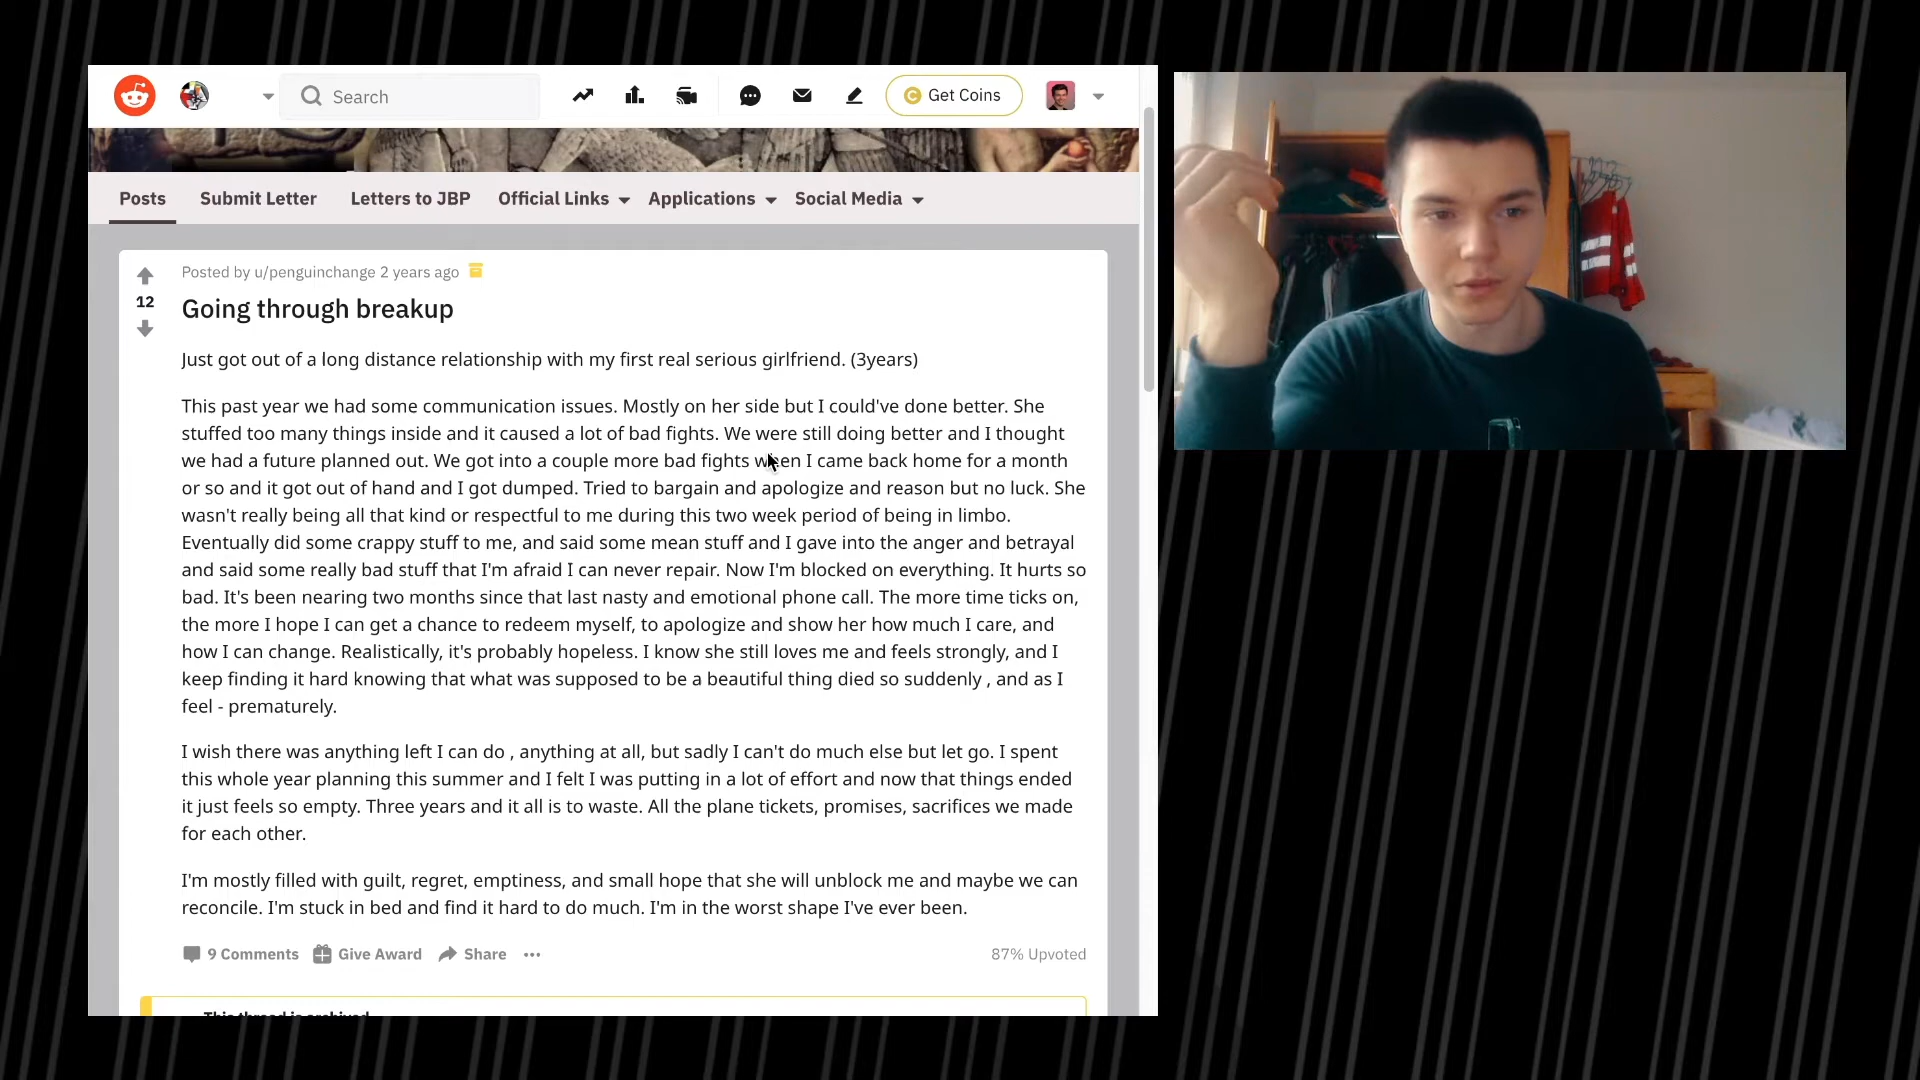 Search
Get Coins
Posts Submit Letter Letters to JBP Official Links Applications Social Media
Posted by u/penguinchange 2 years ago
12
Going through breakup
Just got out of a long distance relationship with my first real serious girlfriend. (3years)
This past year we had some communication issues. Mostly on her side but I could've done better. She
stuffed too many things inside and it caused a lot of bad fights. We were still doing better and I thought
we had a future planned out. We got into a couple more bad fights when I came back home for a month
or so and it got out of hand and I got dumped. Tried to bargain and apologize and reason but no luck. She
wasn't really being all that kind or respectful to me during this two week period of being in limbo.
Eventually did some crappy stuff to me, and said some mean stuff and I gave into the anger and betrayal
and said some really bad stuff that I'm afraid I can never repair. Now I'm blocked on everything. It hurts so
bad. It's been nearing two months since that last nasty and emotional phone call. The more time ticks on,
the more I hope I can get a chance to redeem myself, to apologize and show her how much I care, and
how I can change. Realistically, it's probably hopeless. I know she still loves me and feels strongly, and I
keep finding it hard knowing that what was supposed to be a beautiful thing died so suddenly , and as I
feel - prematurely.
I wish there was anything left I can do , anything at all, but sadly I can't do much else but let go. I spent
this whole year planning this summer and I felt I was putting in a lot of effort and now that things ended
it just feels so empty. Three years and it all is to waste. All the plane tickets, promises, sacrifices we made
for each other.
I'm mostly filled with guilt, regret, emptiness, and small hope that she will unblock me and maybe we can
reconcile. I'm stuck in bed and find it hard to do much. I'm in the worst shape I've ever been.
9 Comments Give Award Share ••• 87% Upvoted
This thread is archived